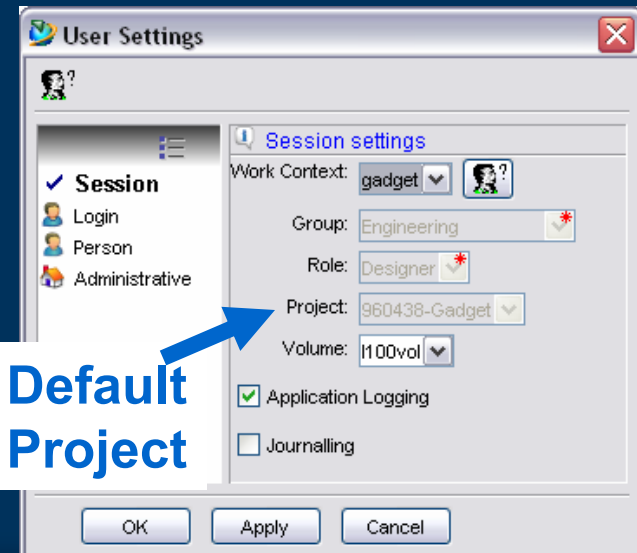 User Settings
?
Session settings
Work Context: gadget ?
Session
Login
Person
Administrative
Group: Engineering *
Role: Designer *
Project: 960438-Gadget
Volume: l100vol
Application Logging
Journalling
Default
Project
OK Apply Cancel